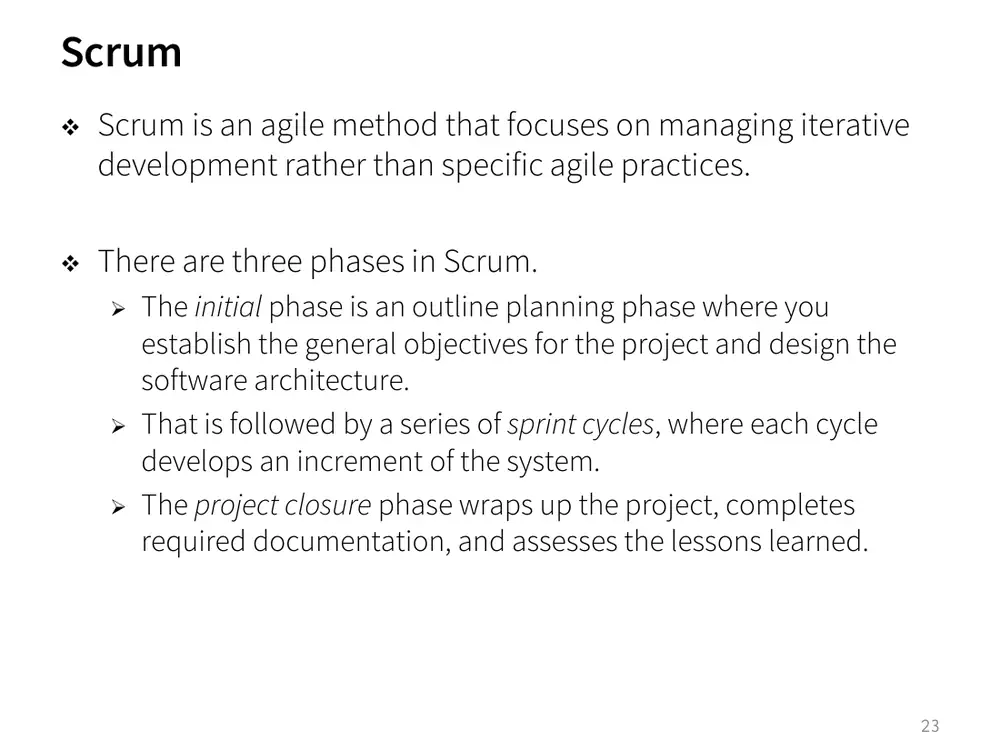 Scrum
❖ Scrum is an agile method that focuses on managing iterative
development rather than specific agile practices.
❖ There are three phases in Scrum.
➢ The initial phase is an outline planning phase where you
establish the general objectives for the project and design the
software architecture.
➢ That is followed by a series of sprint cycles, where each cycle
develops an increment of the system.
➢ The project closure phase wraps up the project, completes
required documentation, and assesses the lessons learned.
23